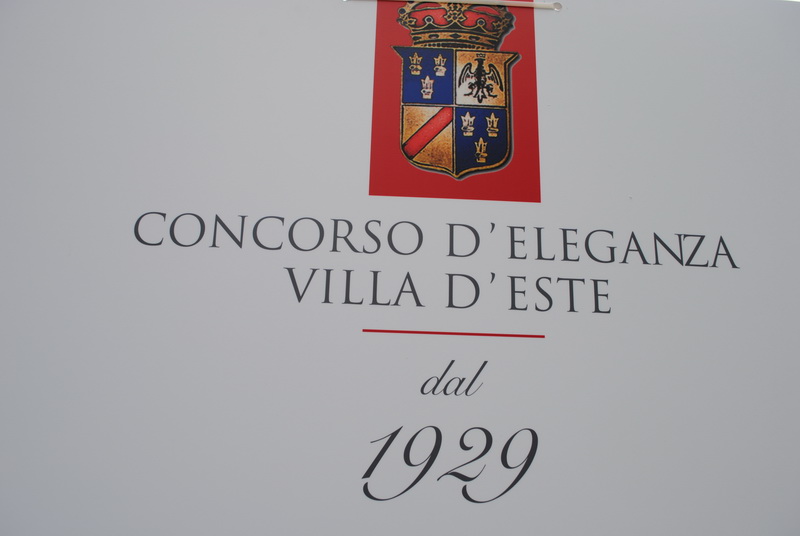 CONCORSO D'ELEGANZA
VILLA D'ESTE
dal
1929